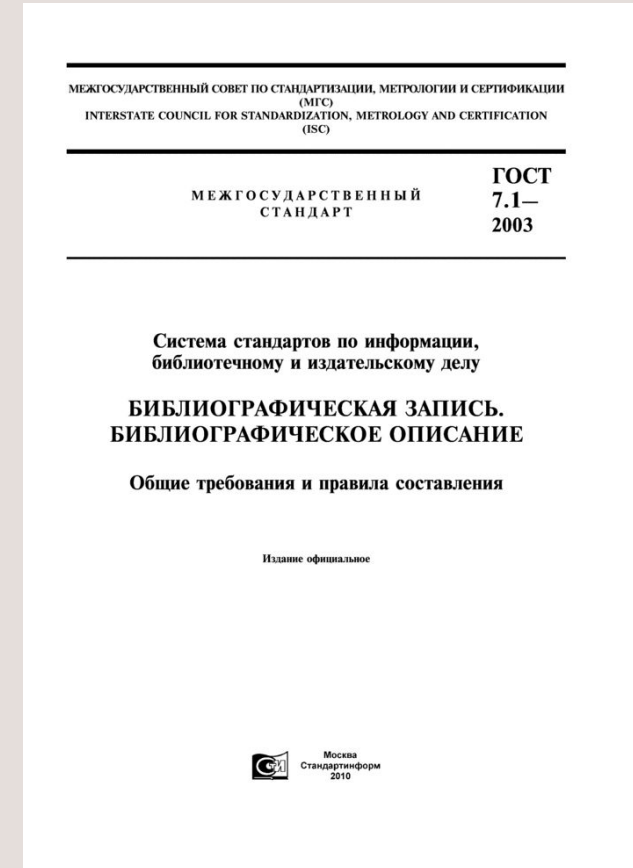 МЕЖГОСУДАРСТВЕННЫЙ СОВЕТ ПО СТАНДАРТИЗАЦИИ, МЕТРОЛОГИИ И СЕРТИФИКАЦИИ
(МГС)
INTERSTATE COUNCIL FOR STANDARDIZATION, METROLOGY AND CERTIFICATION
(ISC)
МЕЖГОСУДАРСТВЕННЫЙ
СТАНДАРТ
ГОСТ
7.1—
2003
Система стандартов по информации,
библиотечному и издательскому делу
БИБЛИОГРАФИЧЕСКАЯ ЗАПИСЬ.
БИБЛИОГРАФИЧЕСКОЕ ОПИСАНИЕ
Общие требования и правила составления
Издание официальное
Москва
Стандартинформ
2010